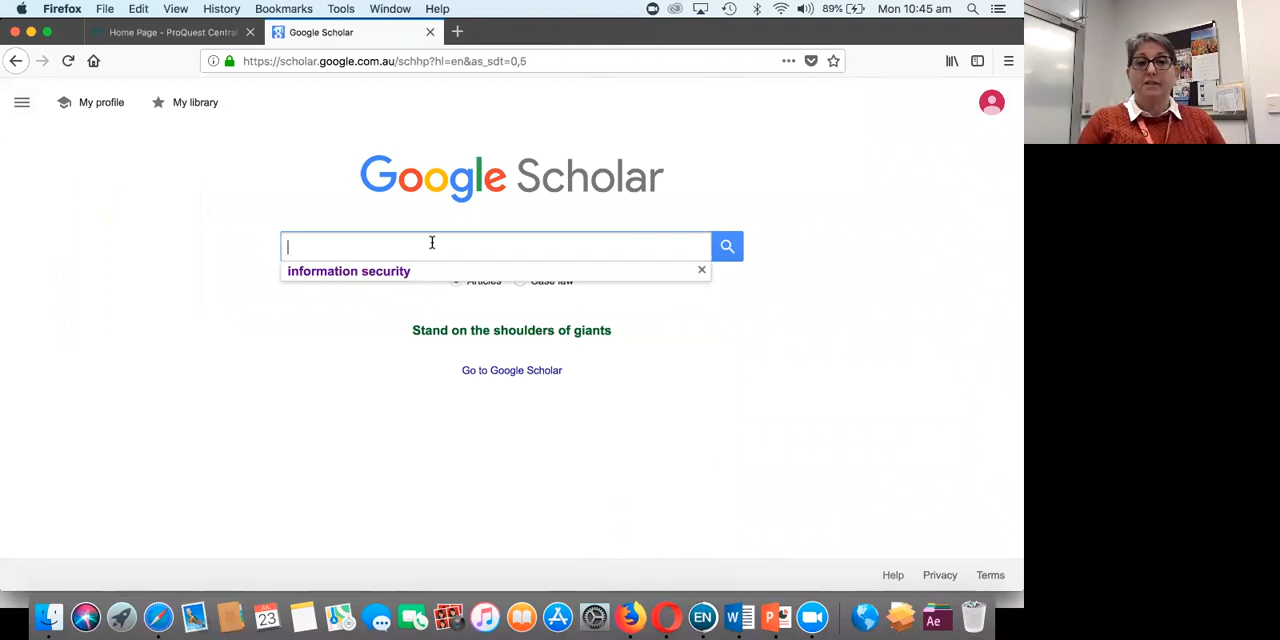 Firefox File Edit View History Bookmarks Tools Window Help 89% Mon 10:45 am
Home Page - ProQuest Central Google Scholar
https://scholar.google.com.au/schhp?hl=en&as_sdt=0,5
My profile My library
Google Scholar
information security
Articles Case law
Stand on the shoulders of giants
Go to Google Scholar
Help Privacy Terms
23 EN W P Ae